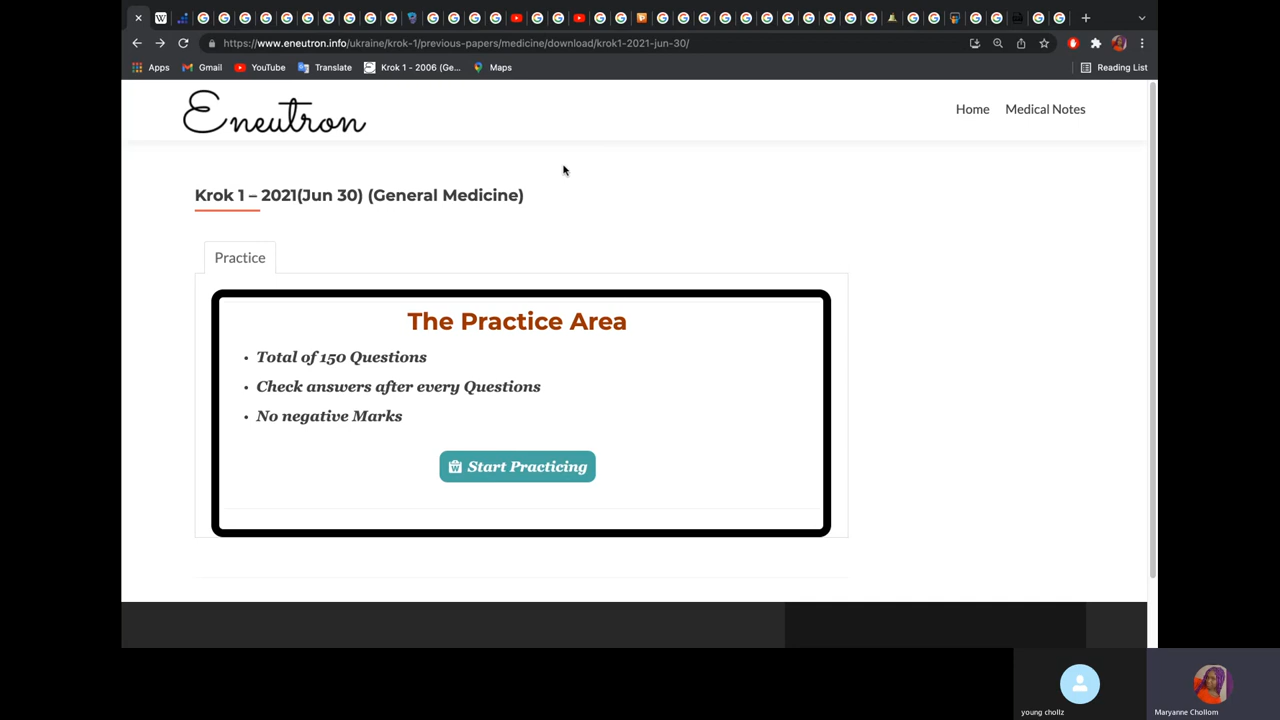 https://www.eneutron.info/ukraine/krok-1/previous-papers/medicine/download/krok1-2021-jun-30/
Apps Gmail YouTube Translate Krok 1 - 2006 (Ge... Maps Reading List
Eneutron
Home Medical Notes
Krok 1 – 2021(Jun 30) (General Medicine)
Practice
The Practice Area
• Total of 150 Questions
• Check answers after every Questions
• No negative Marks
Start Practicing
young chollz
Maryanne Chollom